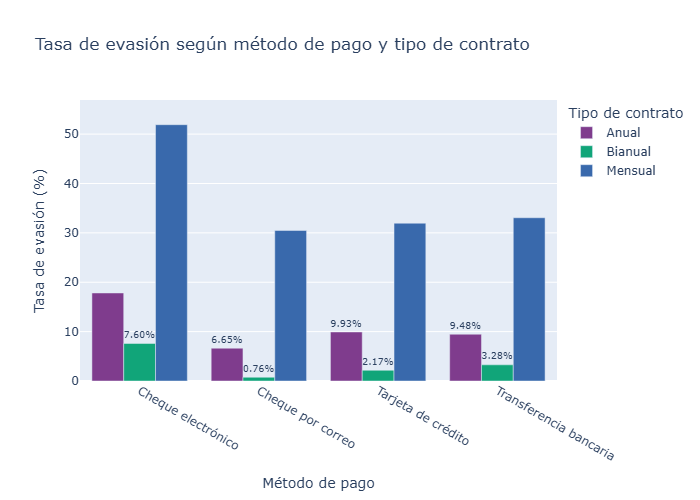 Tasa de evasión según método de pago y tipo de contrato
Tipo de contrato
Anual
Bianual
Mensual
Tasa de evasión (%)
50
40
30
20
10
0
7.60%
6.65%
0.76%
9.93%
2.17%
9.48%
3.28%
Cheque electrónico
Cheque por correo
Tarjeta de crédito
Transferencia bancaria
Método de pago